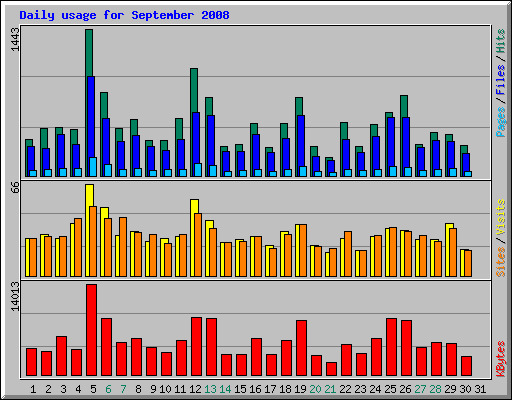 Daily usage for September 2008
1443
Pages / Files / Hits
66
Sites / Visits
14013
KBytes
1 2 3 4 5 6 7 8 9 10 11 12 13 14 15 16 17 18 19 20 21 22 23 24 25 26 27 28 29 30 31